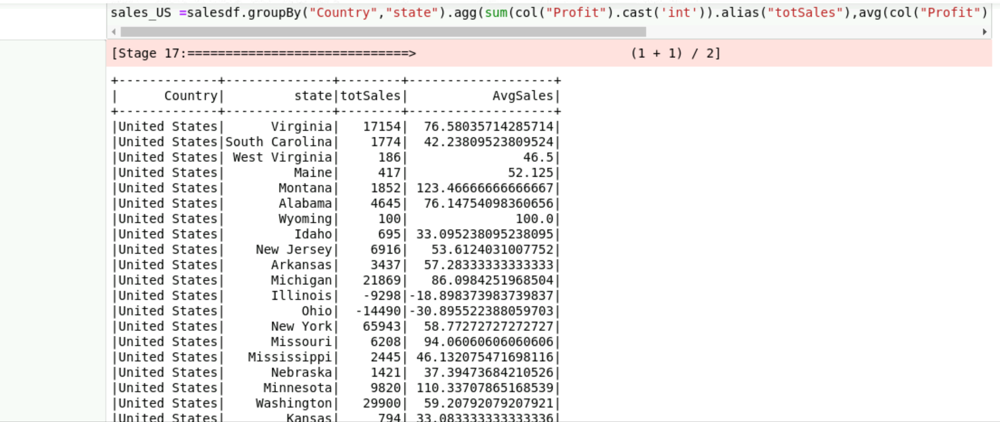 sales_US =salesdf.groupBy("Country","state").agg(sum(col("Profit").cast('int')).alias("totSales"),avg(col("Profit")
[Stage 17:=============================>                            (1 + 1) / 2]
+-------------+--------------+--------+-------------------+
|      Country|         state|totSales|           AvgSales|
+-------------+--------------+--------+-------------------+
|United States|      Virginia|   17154|  76.58035714285714|
|United States|South Carolina|    1774|  42.23809523809524|
|United States| West Virginia|     186|               46.5|
|United States|         Maine|     417|             52.125|
|United States|       Montana|    1852| 123.46666666666667|
|United States|       Alabama|    4645|  76.14754098360656|
|United States|       Wyoming|     100|              100.0|
|United States|         Idaho|     695| 33.095238095238095|
|United States|    New Jersey|    6916|   53.6124031007752|
|United States|      Arkansas|    3437|  57.28333333333333|
|United States|      Michigan|   21869|   86.0984251968504|
|United States|      Illinois|   -9298|-18.898373983739837|
|United States|          Ohio|  -14490|-30.895522388059703|
|United States|      New York|   65943|  58.77272727272727|
|United States|      Missouri|    6208|  94.06060606060606|
|United States|   Mississippi|    2445| 46.132075471698116|
|United States|      Nebraska|    1421|  37.39473684210526|
|United States|     Minnesota|    9820| 110.33707865168539|
|United States|    Washington|   29900|  59.20792079207921|
|United States|        Kansas|     794| 33.083333333333336|